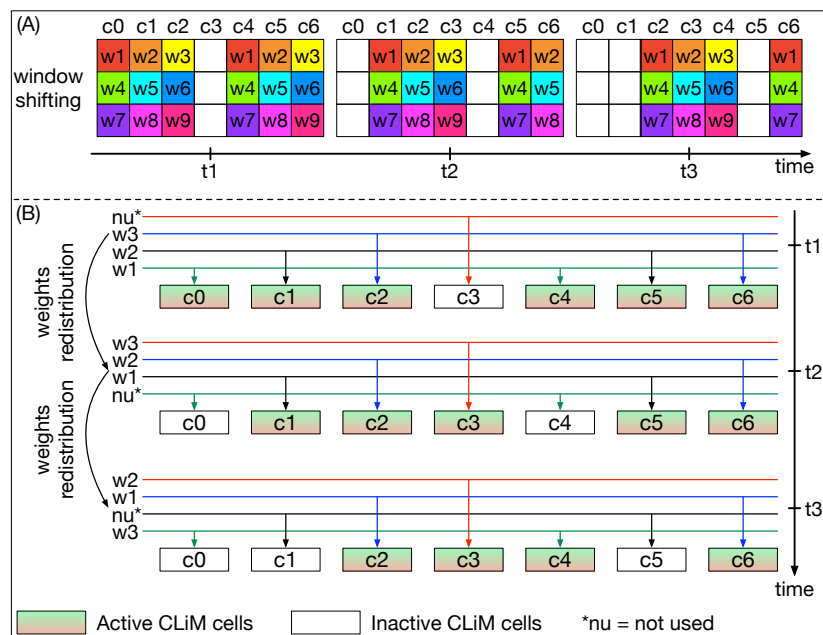 (A)
c0 c1 c2 c3 c4 c5 c6 c0 c1 c2 c3 c4 c5 c6 c0 c1 c2 c3 c4 c5 c6
window shifting
w1 w2 w3 w1 w2 w3 w1 w2 w3 w1 w2 w1 w2 w3 w1
w4 w5 w6 w4 w5 w6 w4 w5 w6 w4 w5 w4 w5 w6 w4
w7 w8 w9 w7 w8 w9 w7 w8 w9 w7 w8 w7 w8 w9 w7
t1 t2 t3 time
(B)
nu*
w3
w2
w1
t1
c0 c1 c2 c3 c4 c5 c6
weights
redistribution
w3
w2
w1
nu*
t2
c0 c1 c2 c3 c4 c5 c6
weights
redistribution
w2
w1
nu*
w3
t3
c0 c1 c2 c3 c4 c5 c6
time
Active CLiM cells Inactive CLiM cells *nu = not used